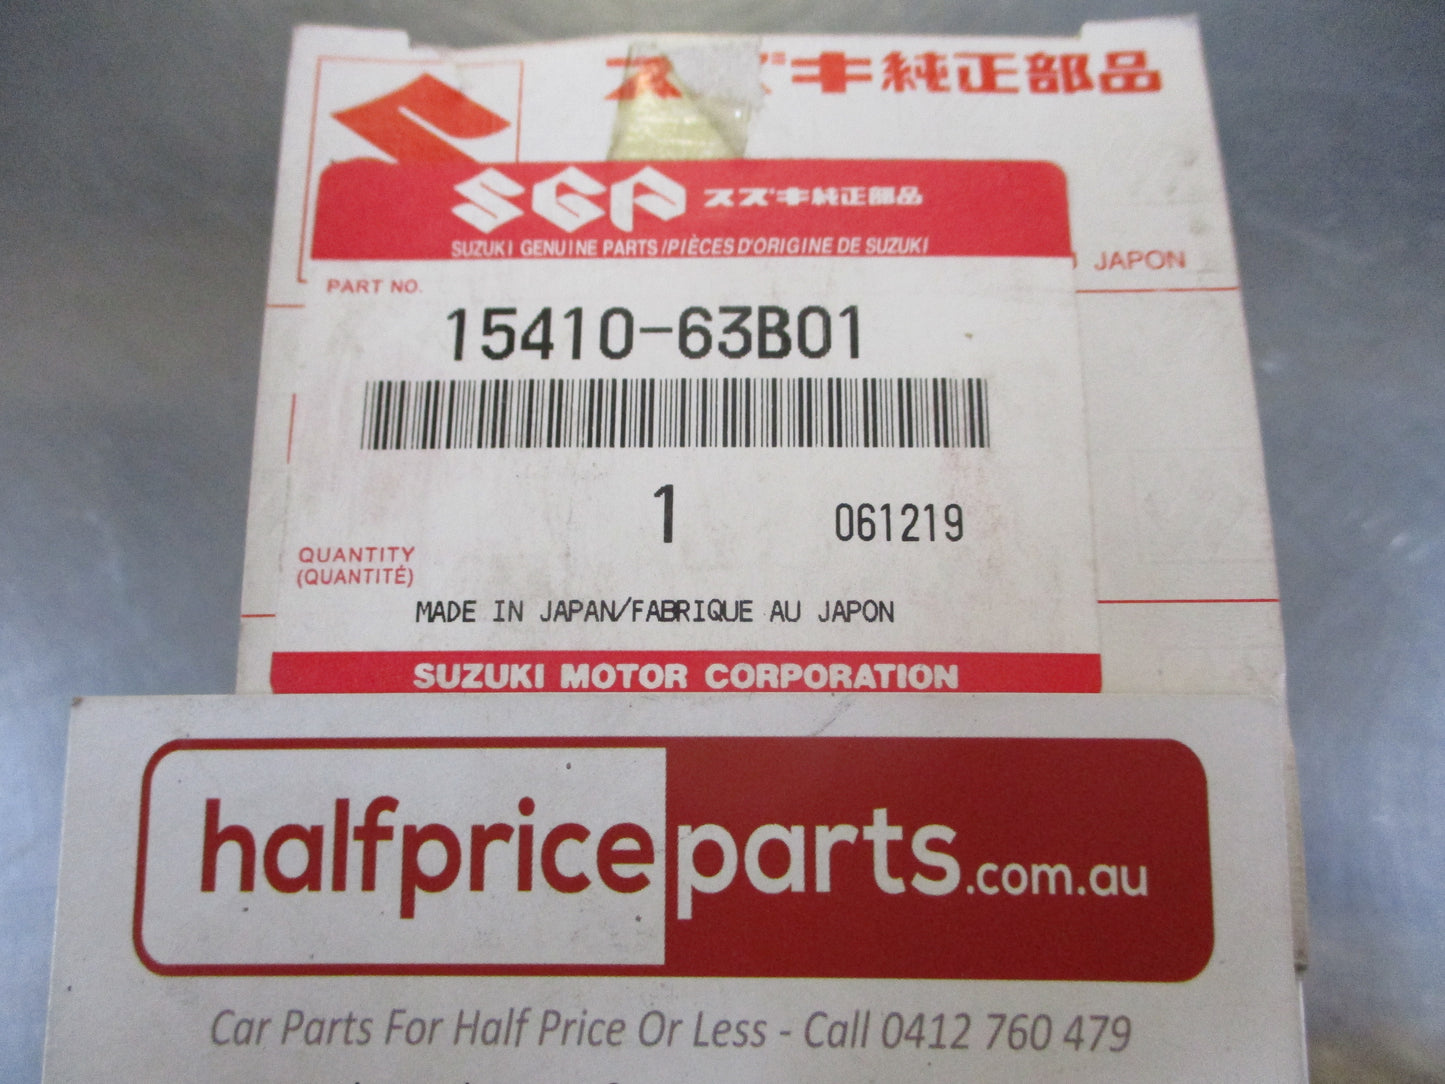 スズキ純正部品
SGP スズキ純正部品
SUZUKI GENUINE PARTS/PIÈCES D'ORIGINE DE SUZUKI
JAPON
PART NO.
15410-63B01
1 061219
QUANTITY
(QUANTITÉ)
MADE IN JAPAN/FABRIQUE AU JAPON
SUZUKI MOTOR CORPORATION
halfpriceparts.com.au
Car Parts For Half Price Or Less - Call 0412 760 479